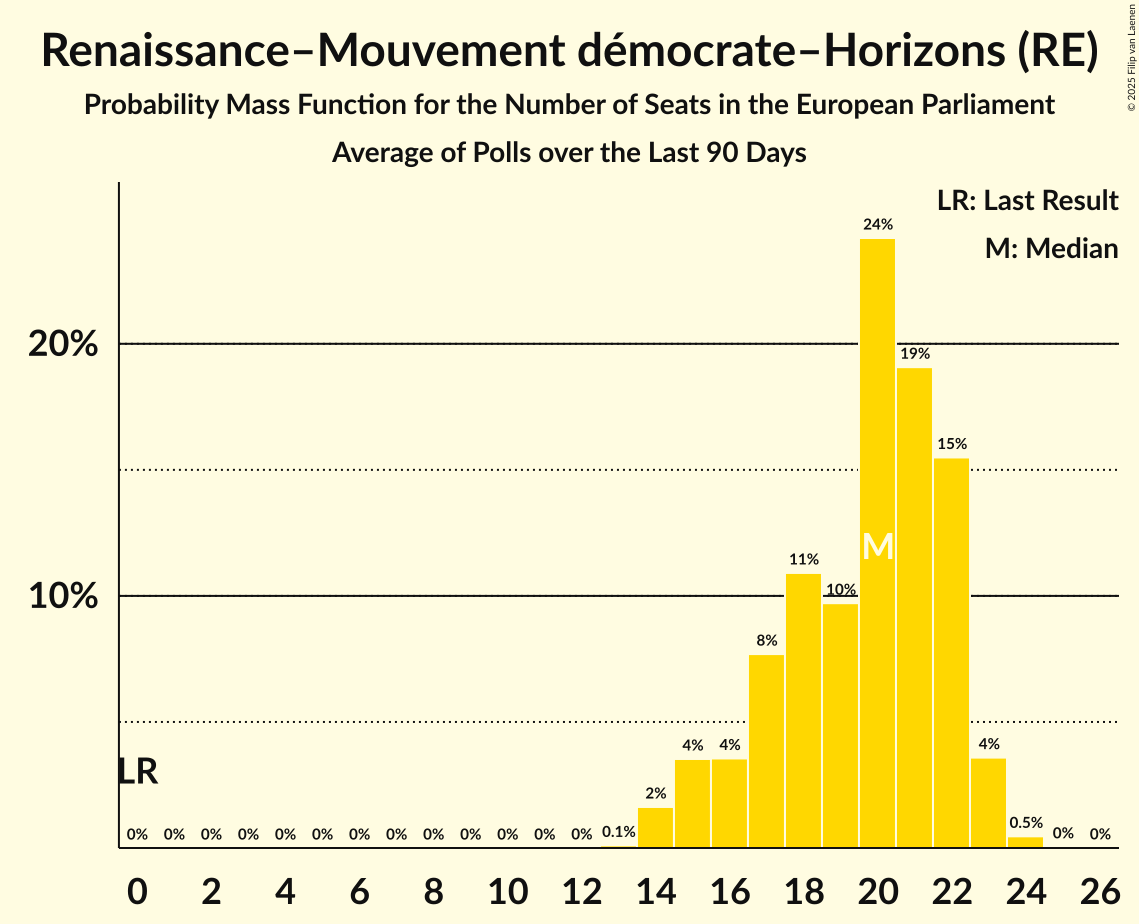 Renaissance–Mouvement démocrate–Horizons (RE)
Probability Mass Function for the Number of Seats in the European Parliament
Average of Polls over the Last 90 Days
© 2025 Filip van Laenen
LR: Last Result
M: Median
24%
20%
19%
15%
M
11%
10%
10%
8%
4% 4% 4%
LR
2%
0% 0% 0% 0% 0% 0% 0% 0% 0% 0% 0% 0% 0% 0.1% 0.5% 0% 0%
0 2 4 6 8 10 12 14 16 18 20 22 24 26